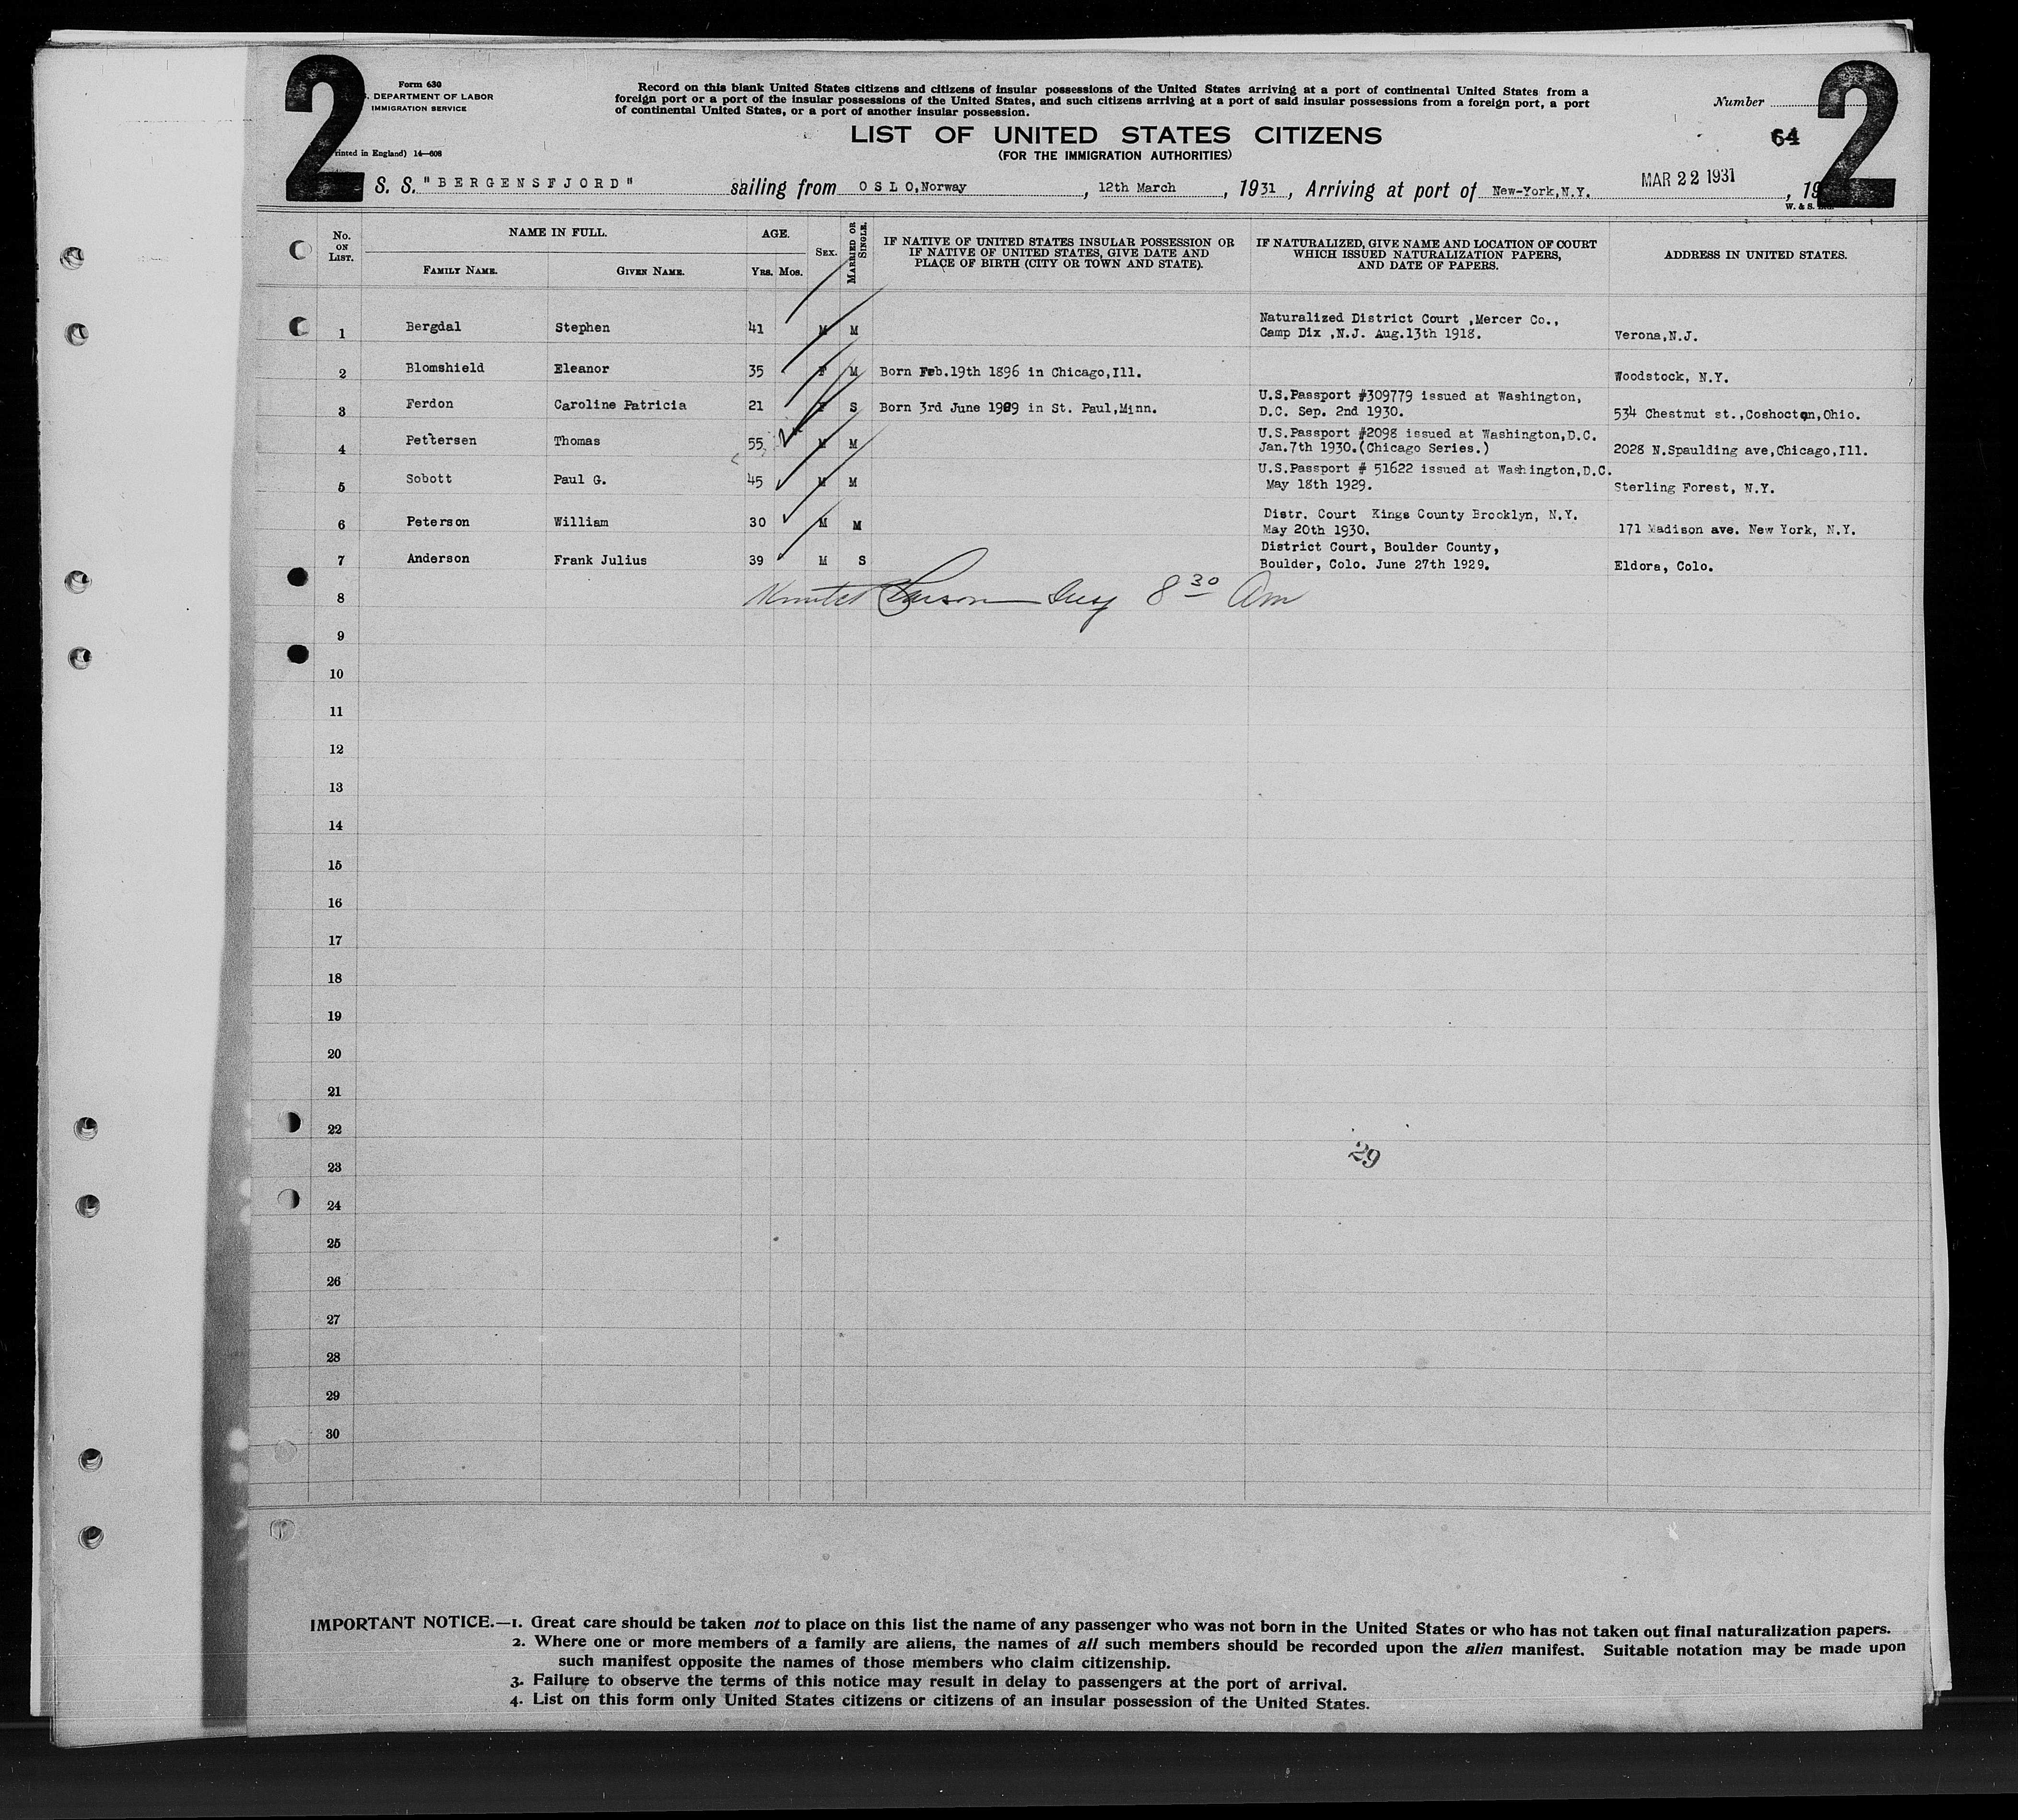 2
2
Form 630
. DEPARTMENT OF LABOR
IMMIGRATION SERVICE
rinted in England) 14—608
Record on this blank United States citizens and citizens of insular possessions of the United States arriving at a port of continental United States from a
foreign port or a port of the insular possessions of the United States, and such citizens arriving at a port of said insular possessions from a foreign port, a port
of continental United States, or a port of another insular possession.
Number
64
LIST OF UNITED STATES CITIZENS
(FOR THE IMMIGRATION AUTHORITIES)
S. S. "BERGENSFJORD" sailing from OSLO, Norway, 12th March, 1931, Arriving at port of New-York, N.Y. MAR 22 1931, 19
W. & S.
No. ON LIST. NAME IN FULL. FAMILY NAME. GIVEN NAME. AGE. YRS. MOS. SEX. MARRIED OR SINGLE. IF NATIVE OF UNITED STATES INSULAR POSSESSION OR IF NATIVE OF UNITED STATES, GIVE DATE AND PLACE OF BIRTH (CITY OR TOWN AND STATE). IF NATURALIZED, GIVE NAME AND LOCATION OF COURT WHICH ISSUED NATURALIZATION PAPERS, AND DATE OF PAPERS. ADDRESS IN UNITED STATES.
1 Bergdal Stephen 41 M M Naturalized District Court ,Mercer Co., Camp Dix ,N.J. Aug.13th 1918. Verona,N.J.
2 Blomshield Eleanor 35 F M Born Feb.19th 1896 in Chicago,Ill. Woodstock, N.Y.
3 Ferdon Caroline Patricia 21 F S Born 3rd June 1909 in St. Paul,Minn. U.S.Passport #309779 issued at Washington, D.C. Sep. 2nd 1930. 534 Chestnut st.,Coshocton,Ohio.
4 Pettersen Thomas 55 M M U.S.Passport #2098 issued at Washington,D.C. Jan.7th 1930.(Chicago Series.) 2028 N.Spaulding ave,Chicago,Ill.
5 Sobott Paul G. 45 M M U.S.Passport # 51622 issued at Washington,D.C. May 18th 1929. Sterling Forest, N.Y.
6 Peterson William 30 M M Distr. Court Kings County Brooklyn, N.Y. May 20th 1930. 171 Madison ave. New York, N.Y.
7 Anderson Frank Julius 39 M S District Court, Boulder County, Boulder, Colo. June 27th 1929. Eldora, Colo.
8 Larson Insp 8 30 Am
9
10
11
12
13
14
15
16
17
18
19
20
21
22
29
23
24
25
26
27
28
29
30
IMPORTANT NOTICE.—1. Great care should be taken not to place on this list the name of any passenger who was not born in the United States or who has not taken out final naturalization papers.
2. Where one or more members of a family are aliens, the names of all such members should be recorded upon the alien manifest. Suitable notation may be made upon
such manifest opposite the names of those members who claim citizenship.
3. Failure to observe the terms of this notice may result in delay to passengers at the port of arrival.
4. List on this form only United States citizens or citizens of an insular possession of the United States.